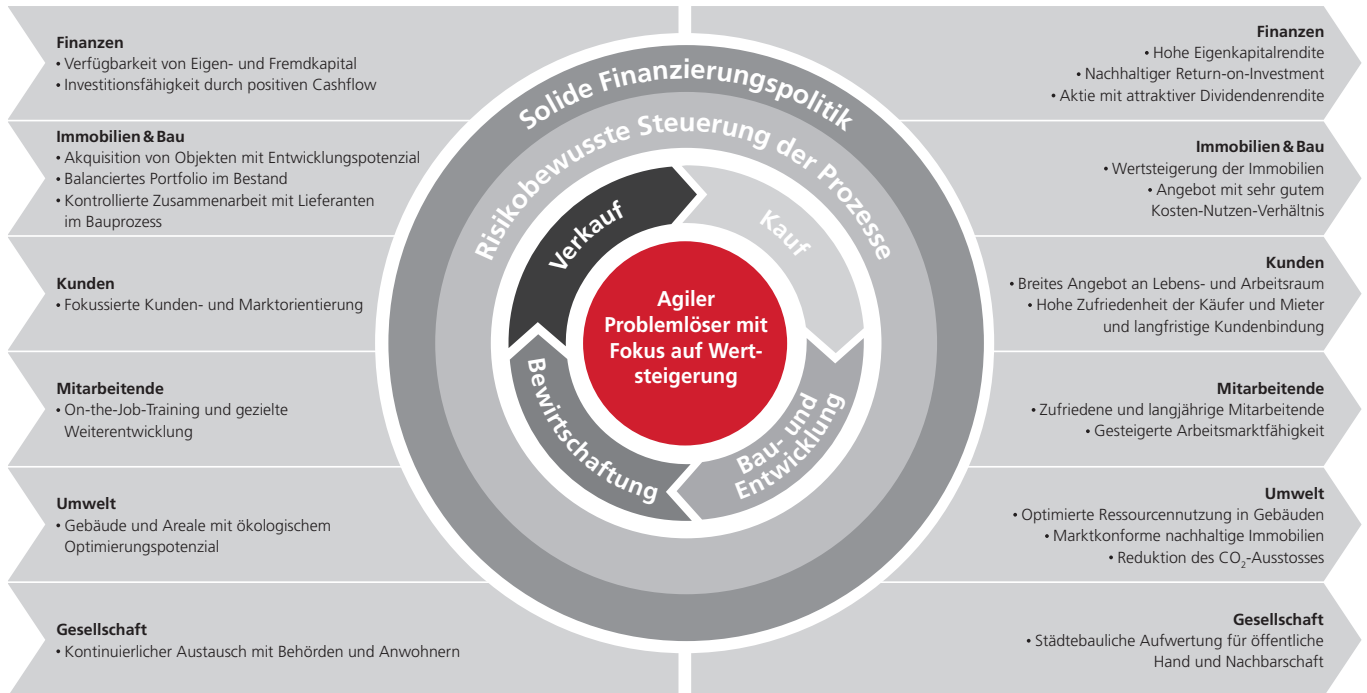 Finanzen
• Verfügbarkeit von Eigen- und Fremdkapital
• Investitionsfähigkeit durch positiven Cashflow
Immobilien & Bau
• Akquisition von Objekten mit Entwicklungspotenzial
• Balanciertes Portfolio im Bestand
• Kontrollierte Zusammenarbeit mit Lieferanten
im Bauprozess
Kunden
• Fokussierte Kunden- und Marktorientierung
Mitarbeitende
• On-the-Job-Training und gezielte
Weiterentwicklung
Umwelt
• Gebäude und Areale mit ökologischem
Optimierungspotenzial
Gesellschaft
• Kontinuierlicher Austausch mit Behörden und Anwohnern
Solide Finanzierungspolitik
Risikobewusste Steuerung der Prozesse
Verkauf
Kauf
Bau- und
Entwicklung
Bewirtschaftung
Agiler
Problemlöser mit
Fokus auf Wert-
steigerung
Finanzen
• Hohe Eigenkapitalrendite
• Nachhaltiger Return-on-Investment
• Aktie mit attraktiver Dividendenrendite
Immobilien & Bau
• Wertsteigerung der Immobilien
• Angebot mit sehr gutem
Kosten-Nutzen-Verhältnis
Kunden
• Breites Angebot an Lebens- und Arbeitsraum
• Hohe Zufriedenheit der Käufer und Mieter
und langfristige Kundenbindung
Mitarbeitende
• Zufriedene und langjährige Mitarbeitende
• Gesteigerte Arbeitsmarktfähigkeit
Umwelt
• Optimierte Ressourcennutzung in Gebäuden
• Marktkonforme nachhaltige Immobilien
• Reduktion des CO₂-Ausstosses
Gesellschaft
• Städtebauliche Aufwertung für öffentliche
Hand und Nachbarschaft